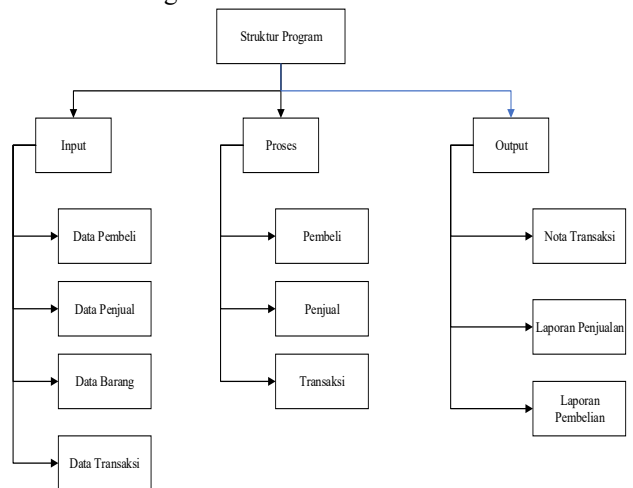 Struktur Program
Input
Proses
Output
Data Pembeli
Pembeli
Nota Transaksi
Data Penjual
Penjual
Laporan Penjualan
Data Barang
Transaksi
Laporan
Pembelian
Data Transaksi